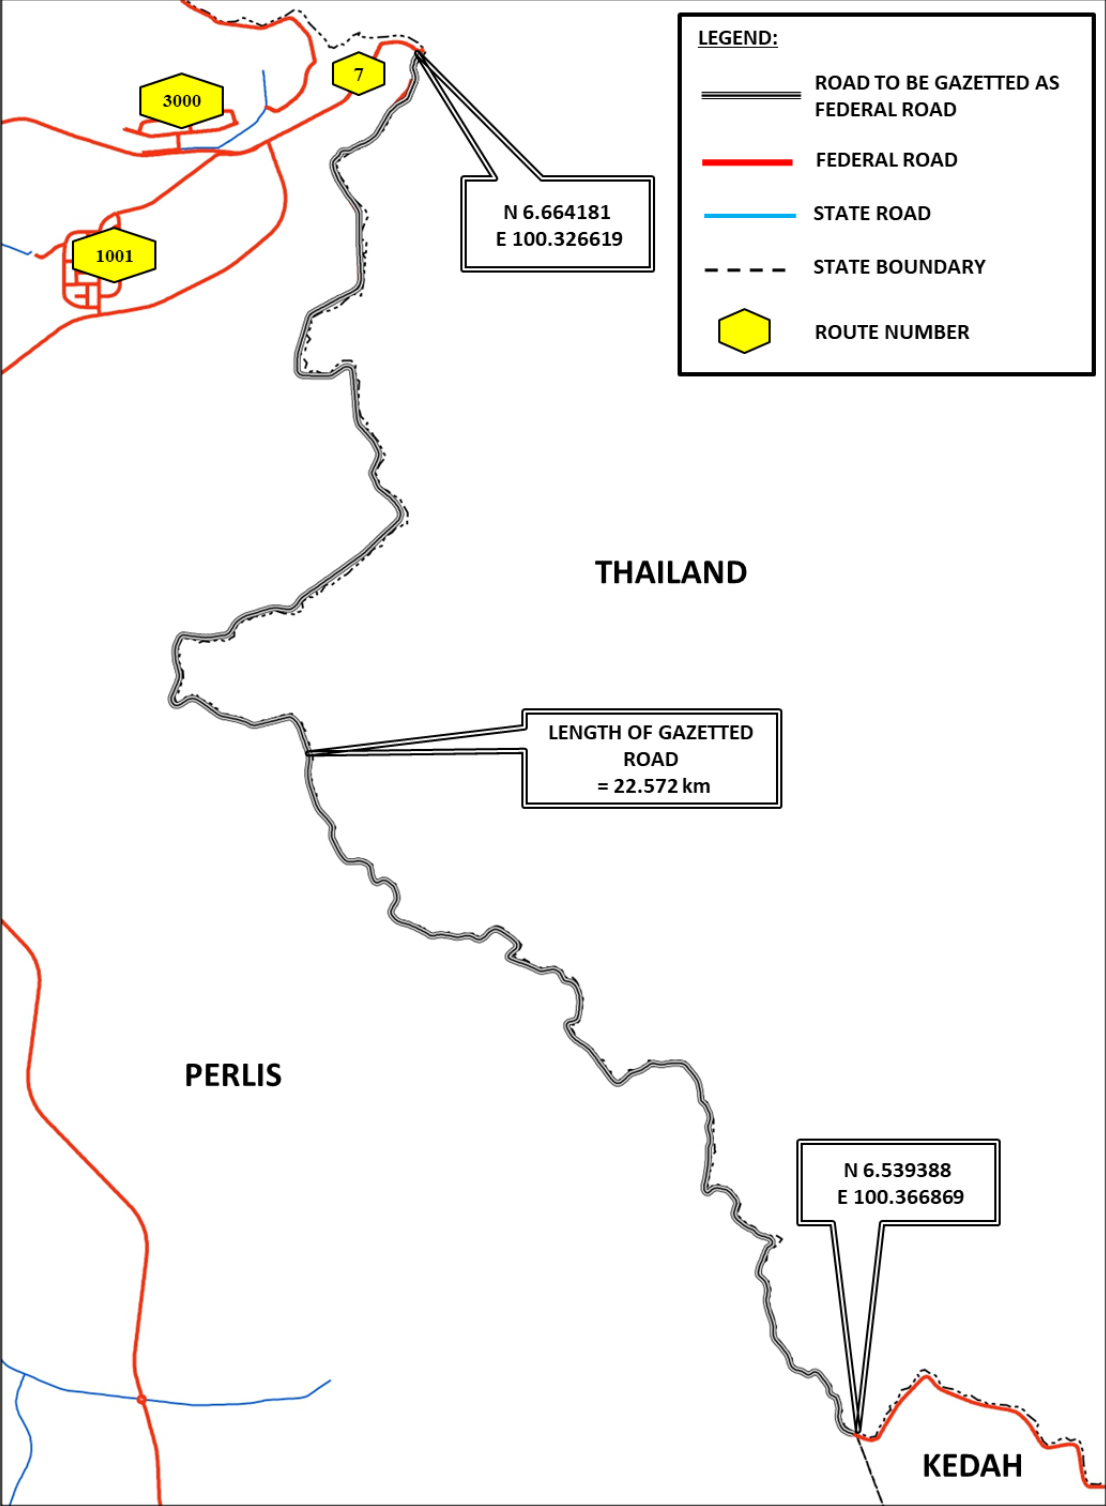 3000
7
1001
LEGEND:
ROAD TO BE GAZETTED AS
FEDERAL ROAD
FEDERAL ROAD
STATE ROAD
STATE BOUNDARY
ROUTE NUMBER
N 6.664181
E 100.326619
THAILAND
LENGTH OF GAZETTED
ROAD
= 22.572 km
PERLIS
N 6.539388
E 100.366869
KEDAH